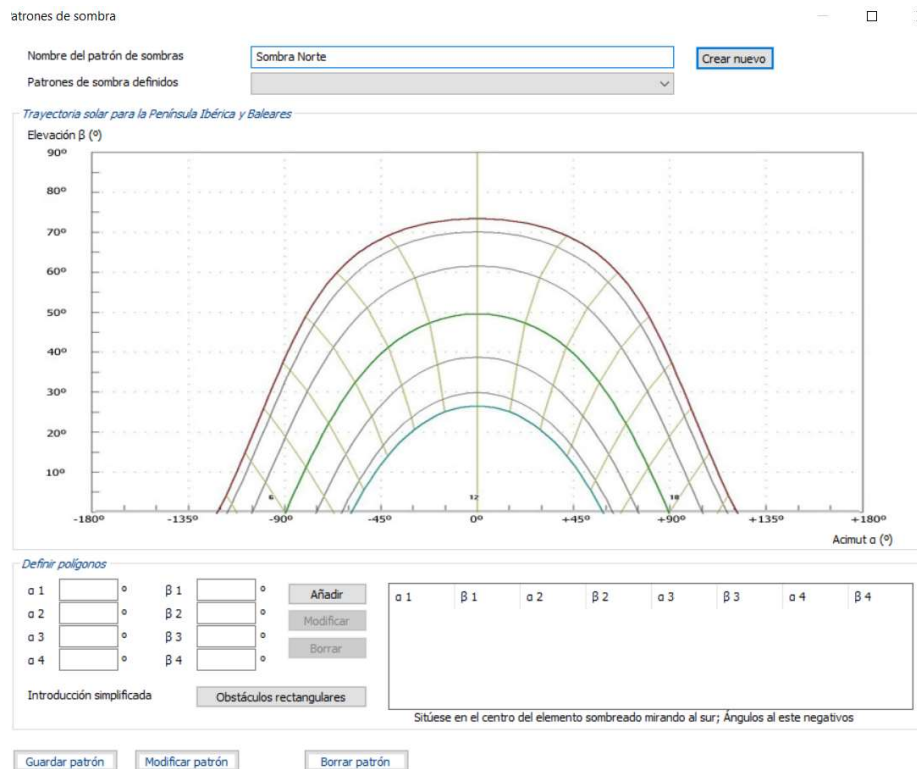 atrones de sombra
Nombre del patrón de sombras Sombra Norte Crear nuevo
Patrones de sombra definidos
Trayectoria solar para la Península Ibérica y Baleares
Elevación β (º)
90º
80º
70º
60º
50º
40º
30º
20º
10º
6 12 18
-180º -135º -90º -45º 0º +45º +90º +135º +180º
Acimut α (º)
Definir polígonos
α 1 º β 1 º Añadir α 1 β 1 α 2 β 2 α 3 β 3 α 4 β 4
α 2 º β 2 º Modificar
α 3 º β 3 º Borrar
α 4 º β 4 º
Introducción simplificada Obstáculos rectangulares
Sitúese en el centro del elemento sombreado mirando al sur; Ángulos al este negativos
Guardar patrón Modificar patrón Borrar patrón